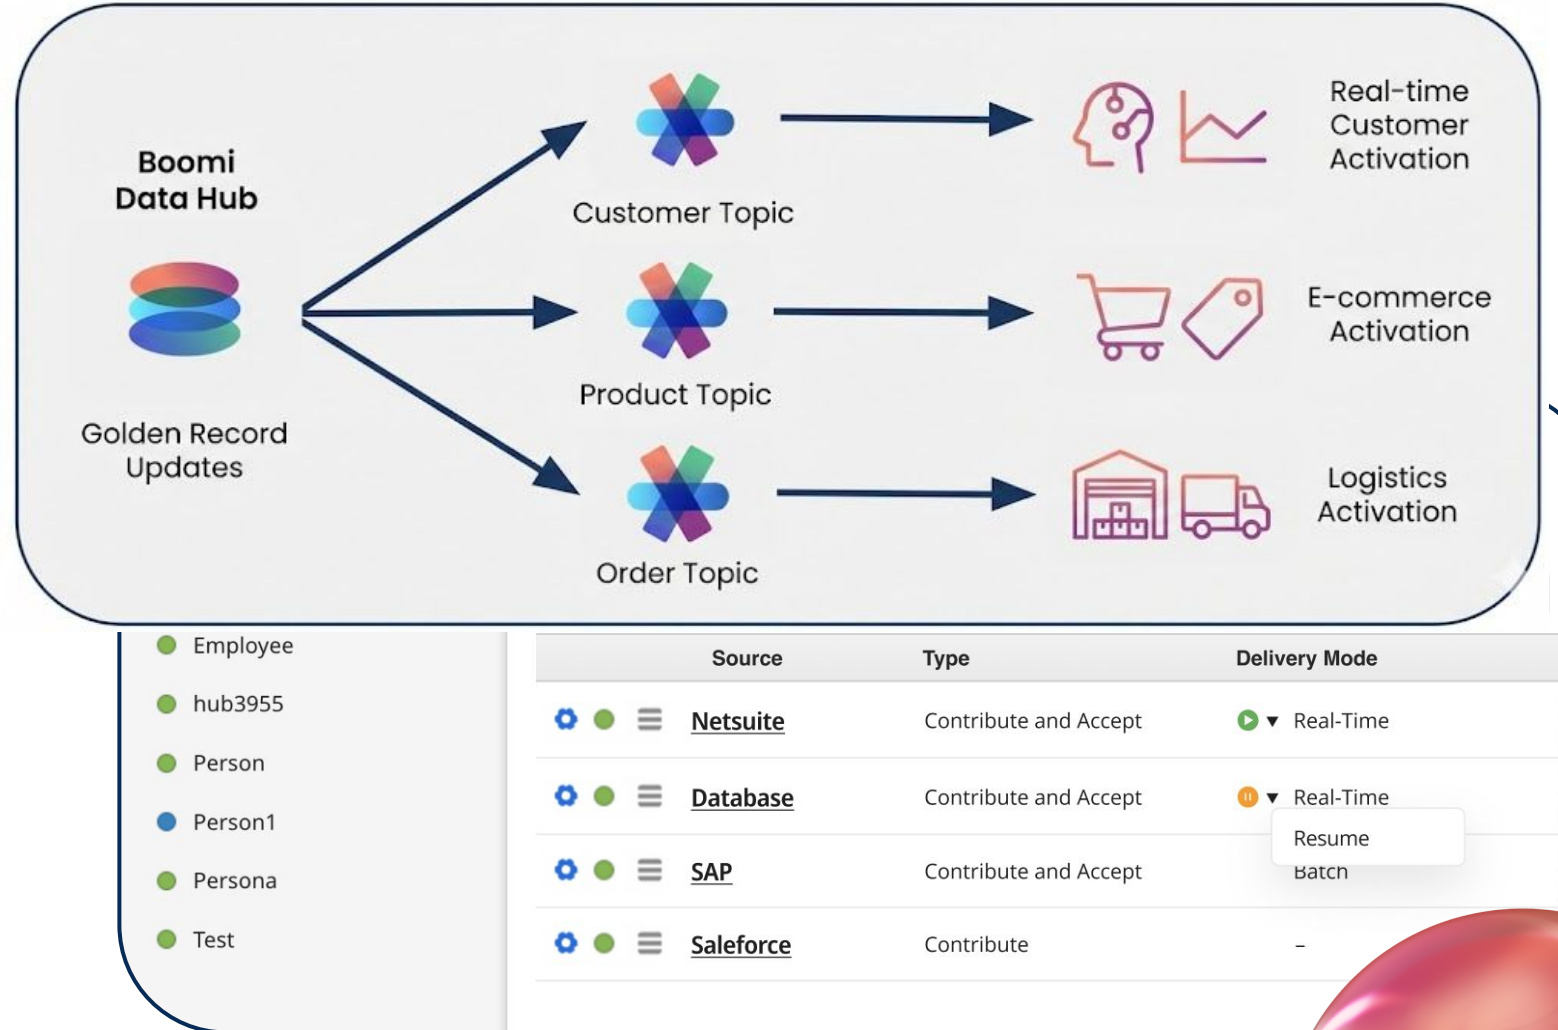 Boomi
Data Hub
Golden Record
Updates
Customer Topic
Product Topic
Order Topic
Real-time
Customer
Activation
E-commerce
Activation
Logistics
Activation
Employee
hub3955
Person
Person1
Persona
Test
Source Type Delivery Mode
Netsuite Contribute and Accept Real-Time
Database Contribute and Accept Real-Time
Resume
SAP Contribute and Accept Batch
Saleforce Contribute –